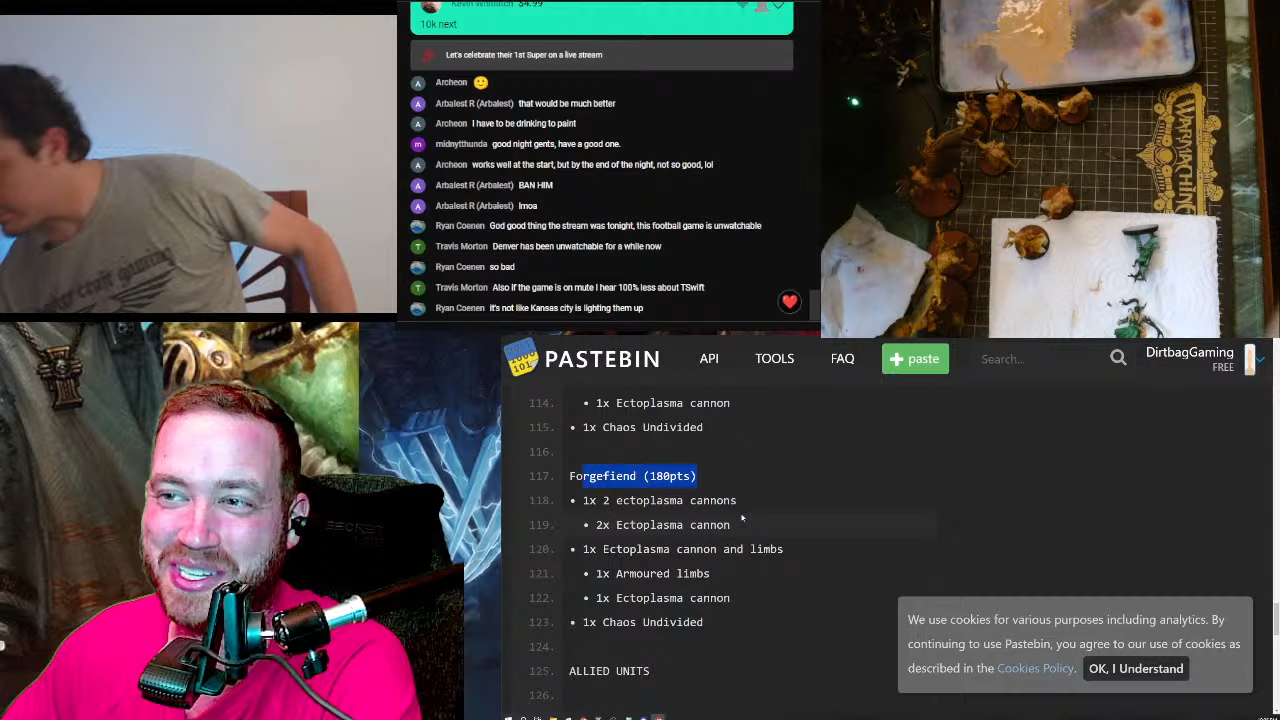 Kevin Whitlatch $4.99
10k next
Let's celebrate their 1st Super on a live stream
A Archeon
A Arbalest R (Arbalest) that would be much better
A Archeon I have to be drinking to paint
m midnytthunda good night gents, have a good one.
A Archeon works well at the start, but by the end of the night, not so good, lol
A Arbalest R (Arbalest) BAN HIM
A Arbalest R (Arbalest) lmoa
Ryan Coenen God good thing the stream was tonight, this football game is unwatchable
T Travis Morton Denver has been unwatchable for a while now
Ryan Coenen so bad
T Travis Morton Also if the game is on mute I hear 100% less about TSwift
Ryan Coenen it's not like Kansas city is lighting them up
PASTEBIN API TOOLS FAQ + paste Search... DirtbagGaming
FREE
114. • 1x Ectoplasma cannon
115. • 1x Chaos Undivided
116.
117. Forgefiend (180pts)
118. • 1x 2 ectoplasma cannons
119. • 2x Ectoplasma cannon
120. • 1x Ectoplasma cannon and limbs
121. • 1x Armoured limbs
122. • 1x Ectoplasma cannon
123. • 1x Chaos Undivided
124.
125. ALLIED UNITS
126.
We use cookies for various purposes including analytics. By
continuing to use Pastebin, you agree to our use of cookies as
described in the Cookies Policy. OK, I Understand